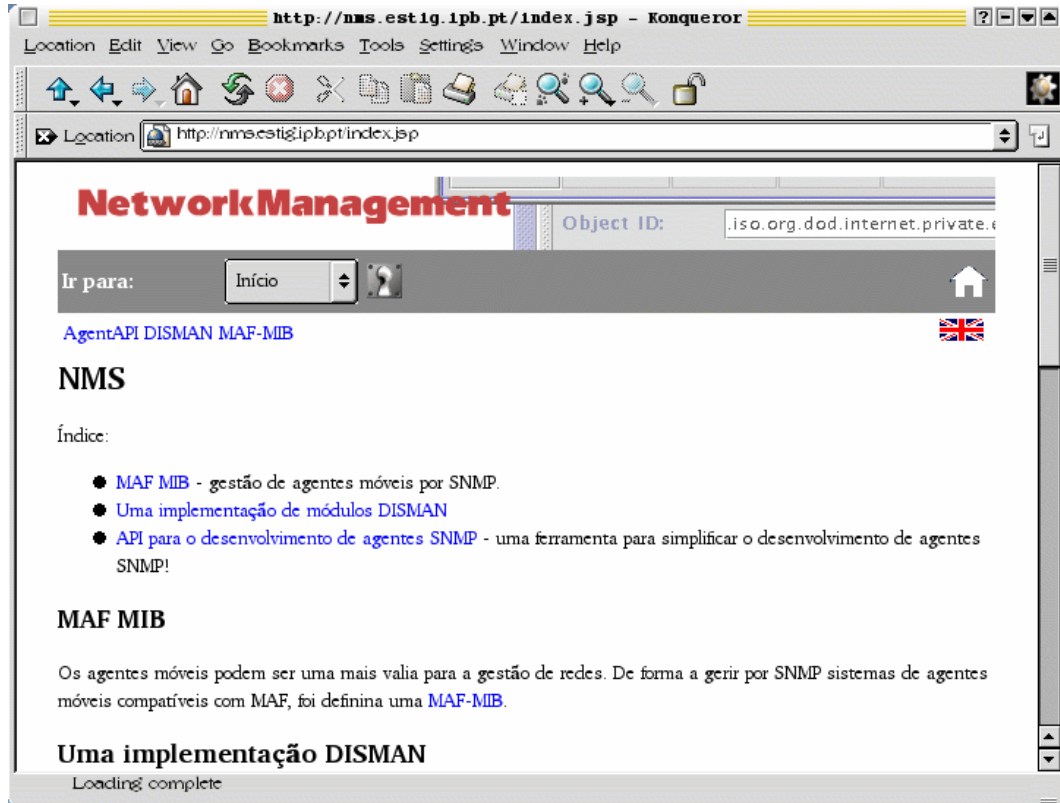 http://nms.estig.ipb.pt/index.jsp - Konqueror
Location Edit View Go Bookmarks Tools Settings Window Help
Location http://nms.estig.ipb.pt/index.jsp
NetworkManagement
Object ID: .iso.org.dod.internet.private.e
Ir para: Início
AgentAPI DISMAN MAF-MIB
NMS
Índice:
MAF MIB - gestão de agentes móveis por SNMP.
Uma implementação de módulos DISMAN
API para o desenvolvimento de agentes SNMP - uma ferramenta para simplificar o desenvolvimento de agentes
SNMP!
MAF MIB
Os agentes móveis podem ser uma mais valia para a gestão de redes. De forma a gerir por SNMP sistemas de agentes
móveis compatíveis com MAF, foi definina uma MAF-MIB.
Uma implementação DISMAN
Loading complete